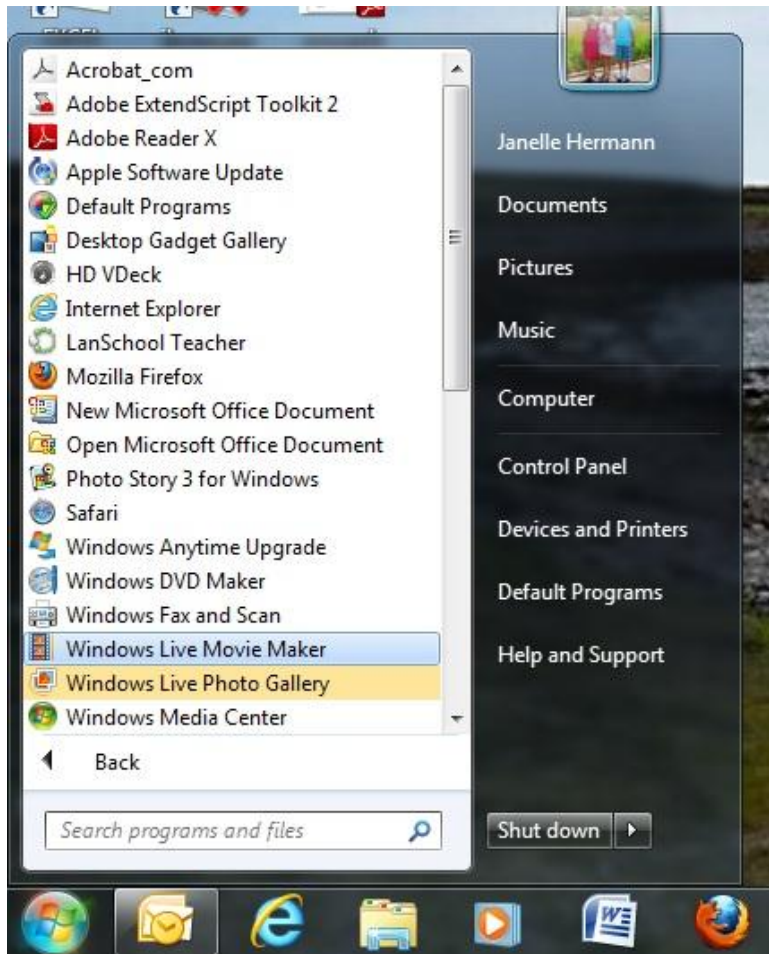 Acrobat_com
Adobe ExtendScript Toolkit 2
Adobe Reader X
Apple Software Update
Default Programs
Desktop Gadget Gallery
HD VDeck
Internet Explorer
LanSchool Teacher
Mozilla Firefox
New Microsoft Office Document
Open Microsoft Office Document
Photo Story 3 for Windows
Safari
Windows Anytime Upgrade
Windows DVD Maker
Windows Fax and Scan
Windows Live Movie Maker
Windows Live Photo Gallery
Windows Media Center
Back
Search programs and files
Janelle Hermann
Documents
Pictures
Music
Computer
Control Panel
Devices and Printers
Default Programs
Help and Support
Shut down